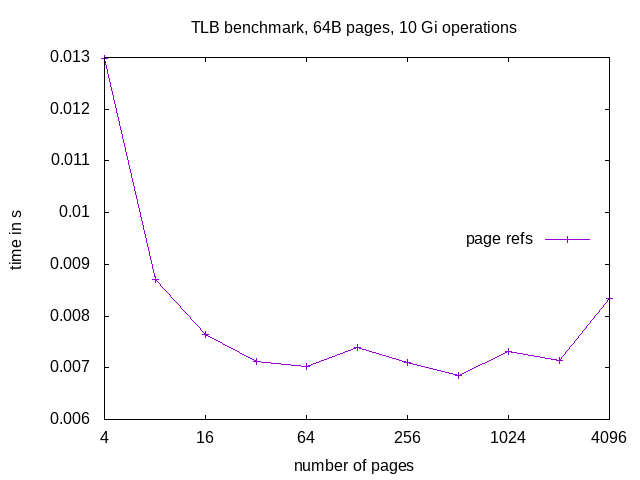 TLB benchmark, 64B pages, 10 Gi operations
0.013
0.012
0.011
0.01
0.009
0.008
0.007
0.006
time in s
page refs
4 16 64 256 1024 4096
number of pages